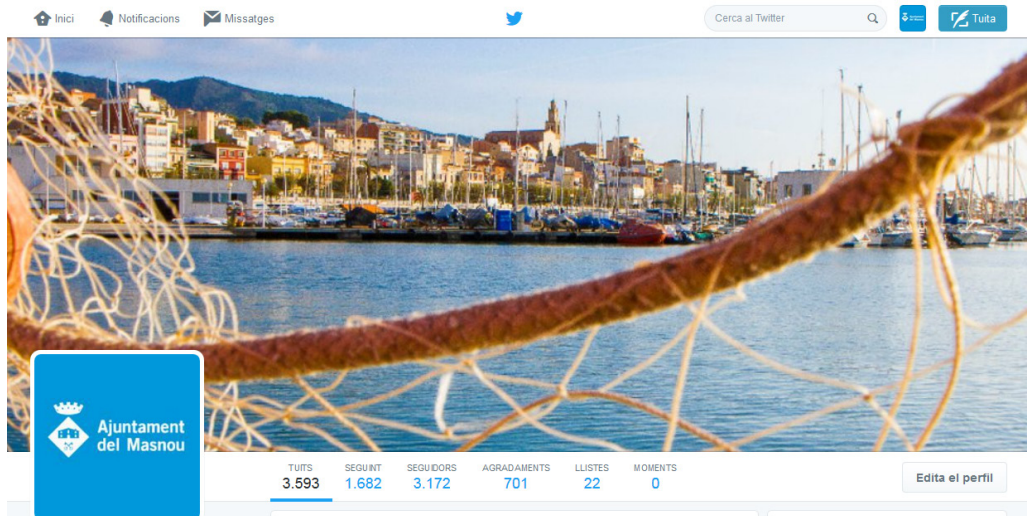 Inici
Notificacions
Missatges
Cerca al Twitter
Tuita
Ajuntament
del Masnou
TUITS
SEGUINT
SEGUIDORS
AGRADAMENTS
LLISTES
MOMENTS
3.593
1.682
3.172
701
22
0
Edita el perfil